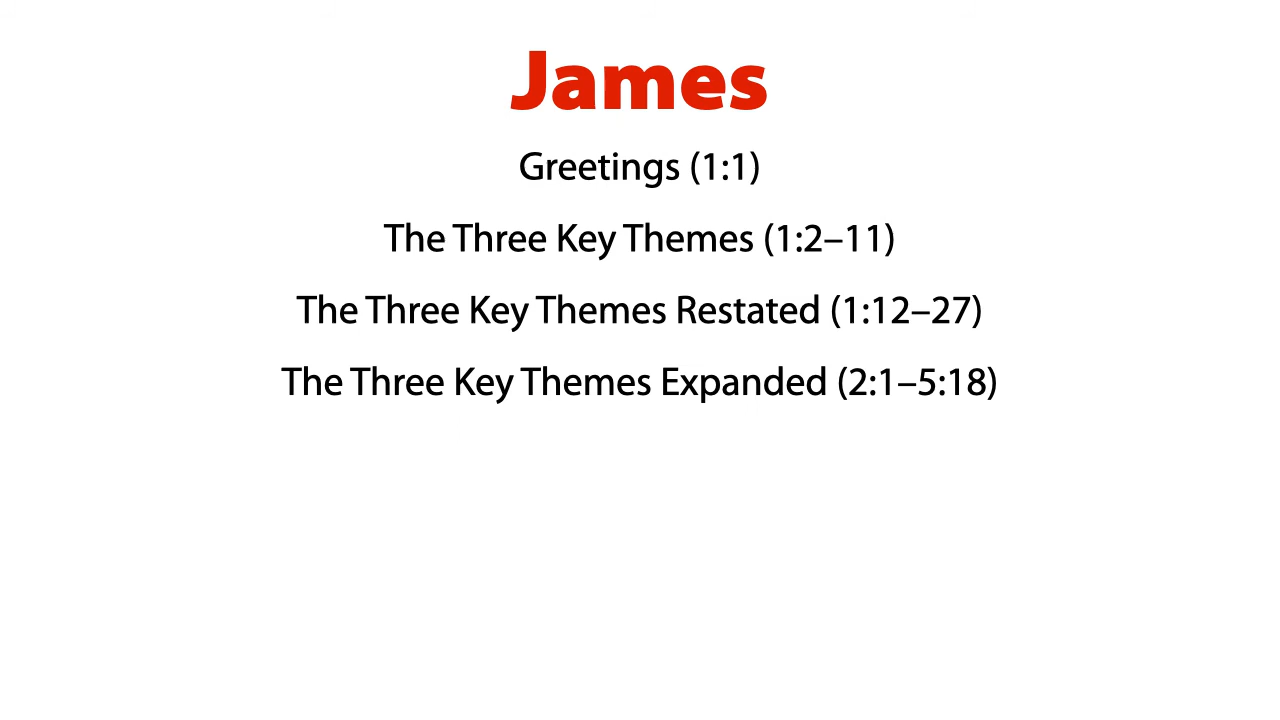 James
Greetings (1:1)
The Three Key Themes (1:2–11)
The Three Key Themes Restated (1:12–27)
The Three Key Themes Expanded (2:1–5:18)